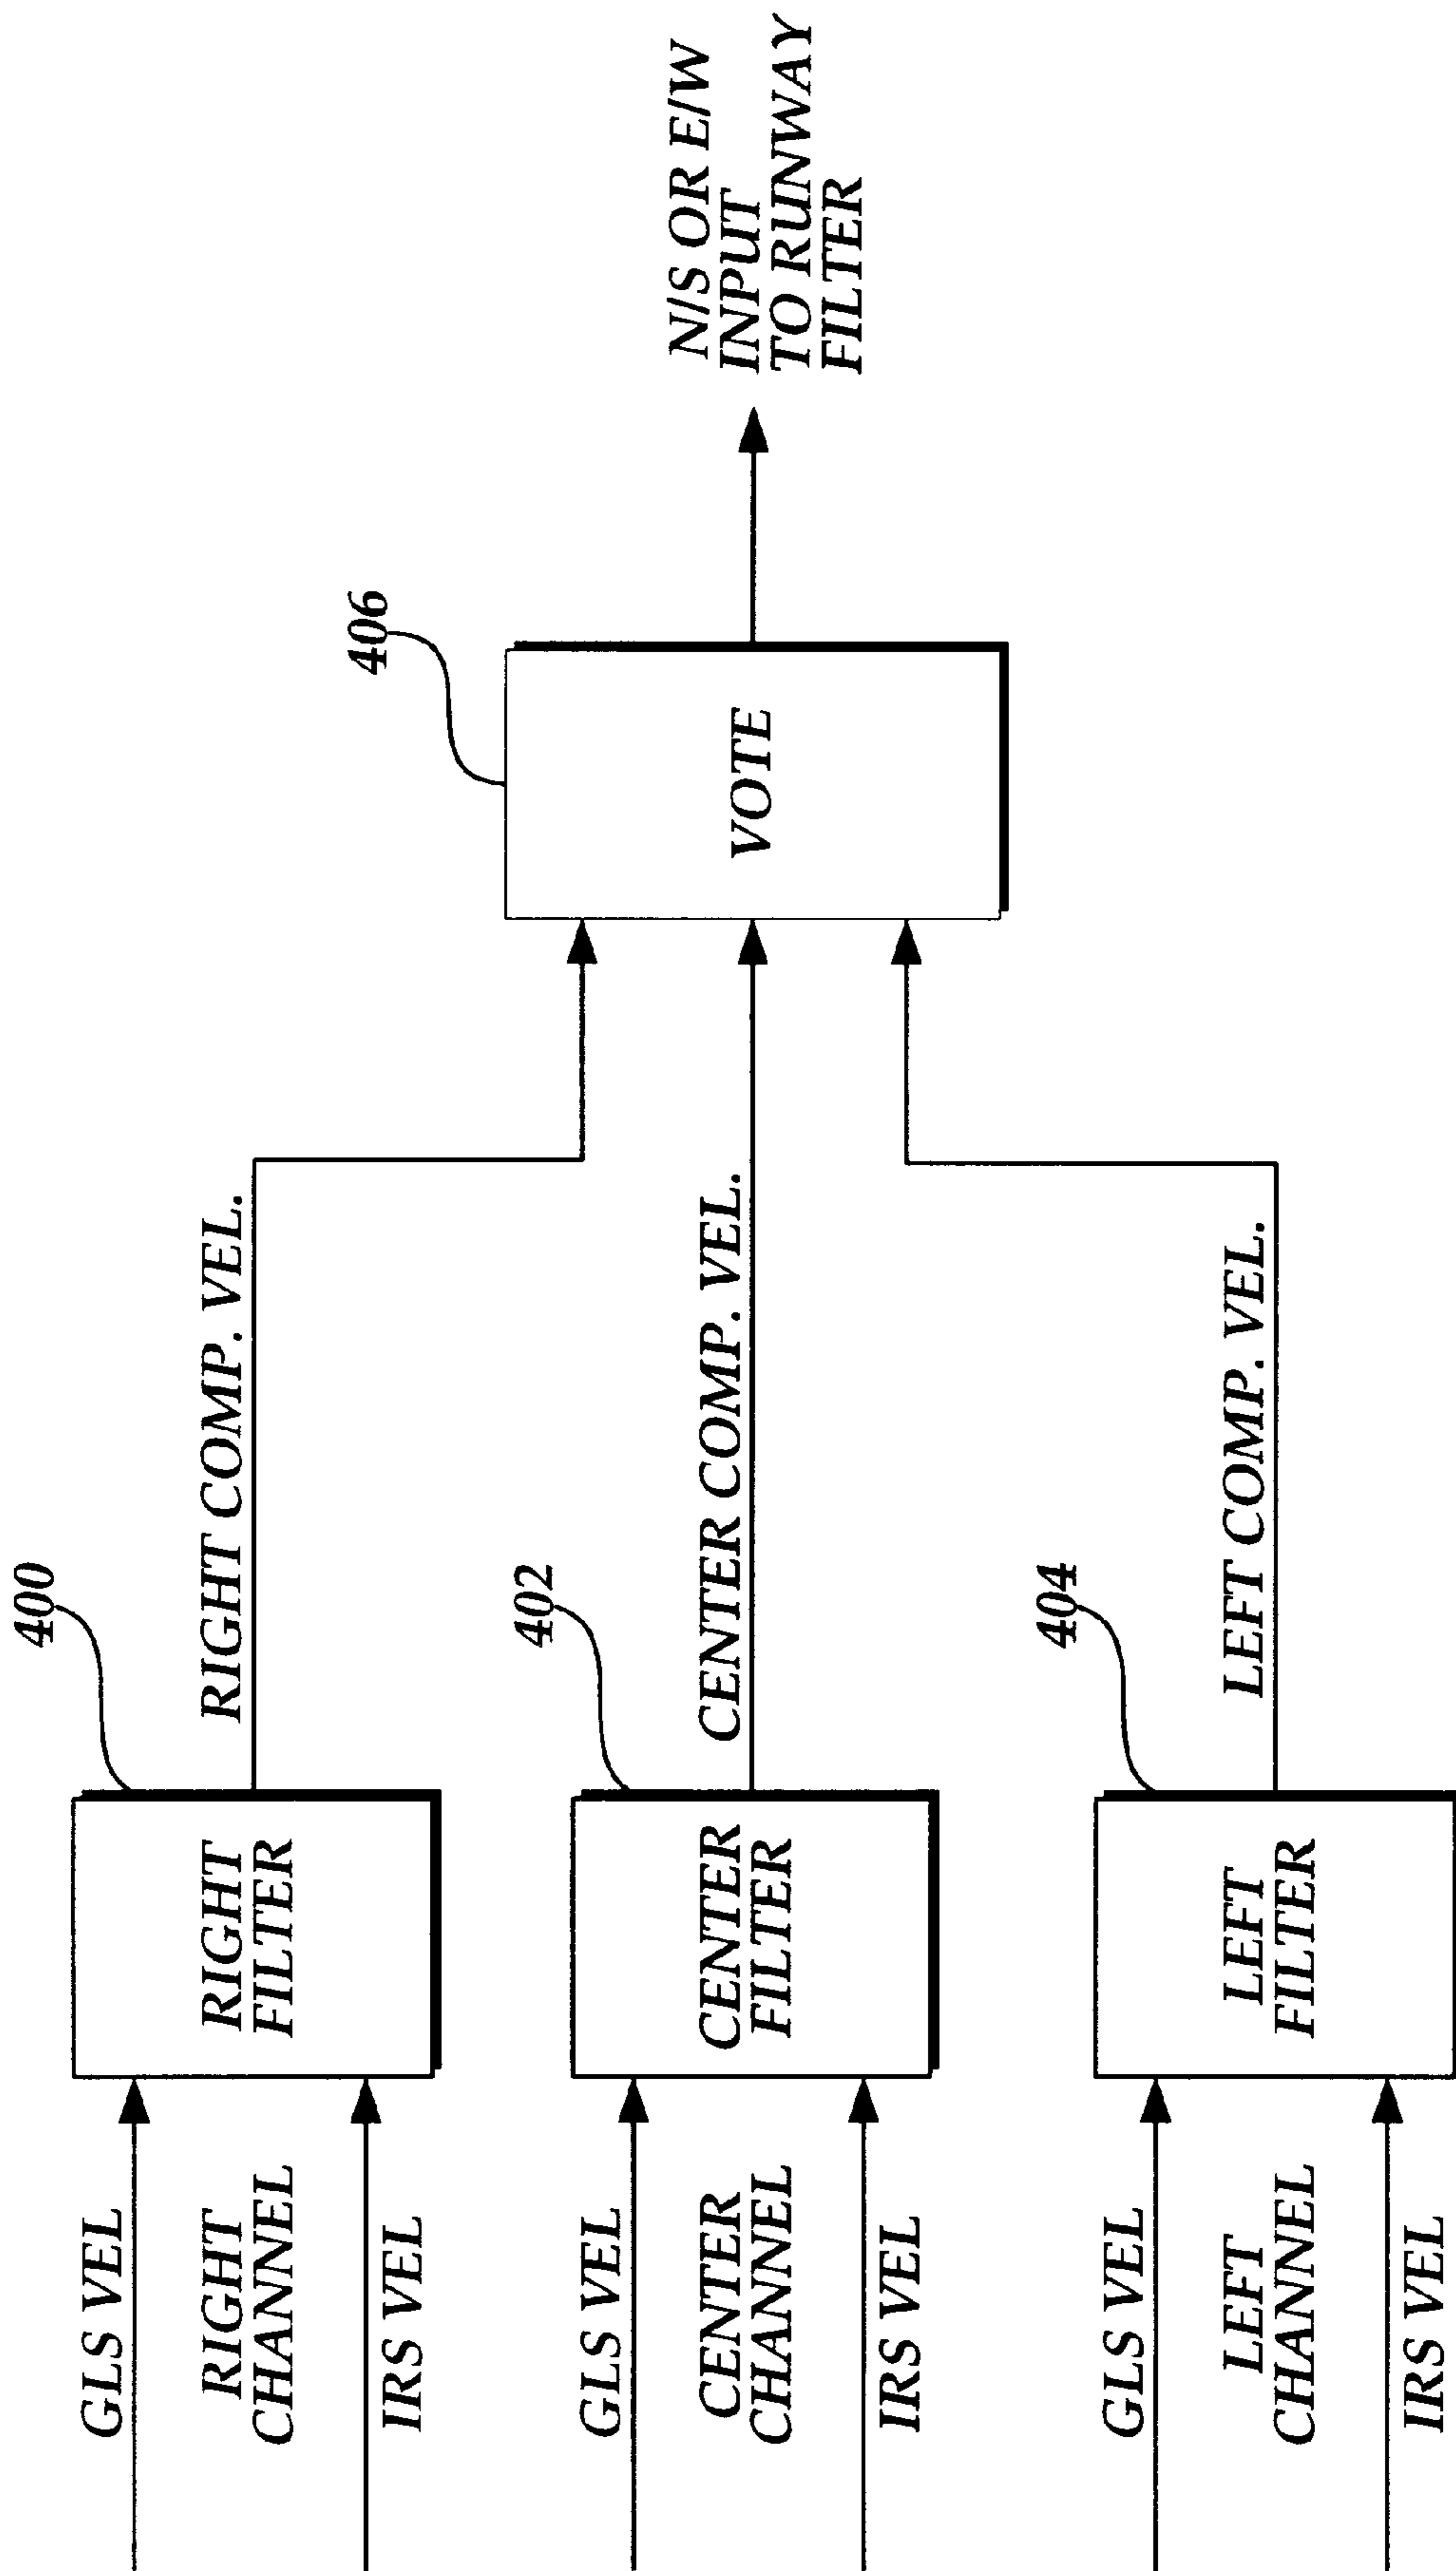 GLS VEL
RIGHT
CHANNEL
IRS VEL
RIGHT
FILTER
400
RIGHT COMP. VEL.
GLS VEL
CENTER
CHANNEL
IRS VEL
CENTER
FILTER
402
CENTER COMP. VEL.
GLS VEL
LEFT
CHANNEL
IRS VEL
LEFT
FILTER
404
LEFT COMP. VEL.
406
VOTE
N/S OR E/W
INPUT
TO RUNWAY
FILTER